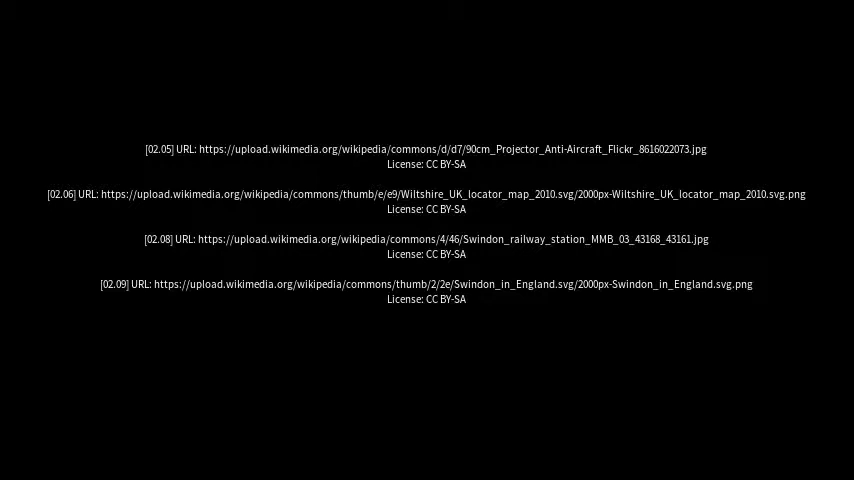 [02.05] URL: https://upload.wikimedia.org/wikipedia/commons/d/d7/90cm_Projector_Anti-Aircraft_Flickr_8616022073.jpg
License: CC BY-SA
[02.06] URL: https://upload.wikimedia.org/wikipedia/commons/thumb/e/e9/Wiltshire_UK_locator_map_2010.svg/2000px-Wiltshire_UK_locator_map_2010.svg.png
License: CC BY-SA
[02.08] URL: https://upload.wikimedia.org/wikipedia/commons/4/46/Swindon_railway_station_MMB_03_43168_43161.jpg
License: CC BY-SA
[02.09] URL: https://upload.wikimedia.org/wikipedia/commons/thumb/2/2e/Swindon_in_England.svg/2000px-Swindon_in_England.svg.png
License: CC BY-SA